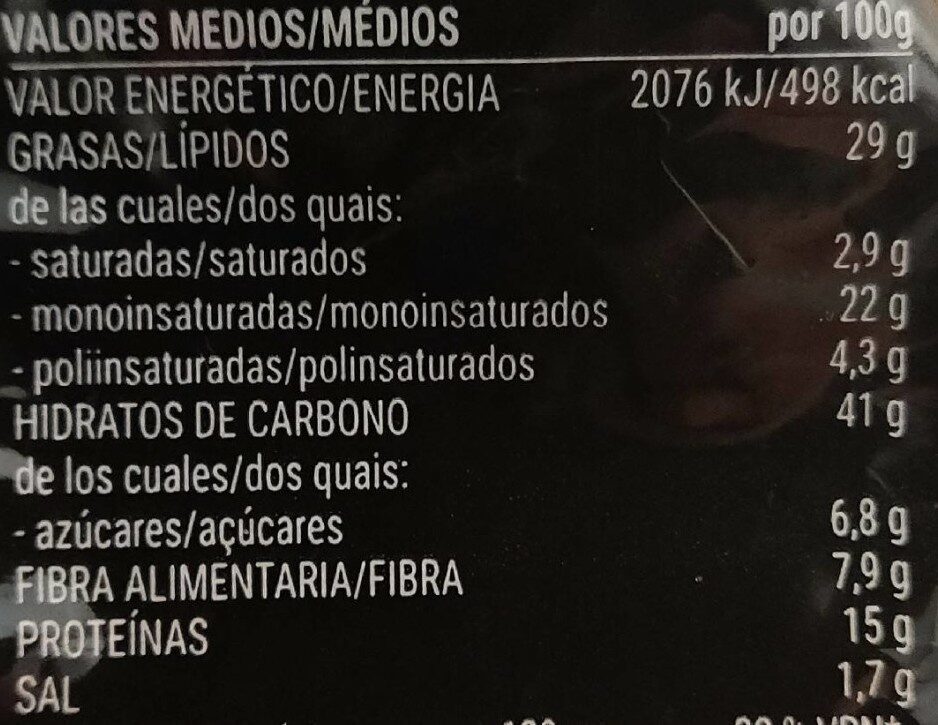 VALORES MEDIOS/MÉDIOS por 100g
VALOR ENERGÉTICO/ENERGIA 2076 kJ/498 kcal
GRASAS/LÍPIDOS 29 g
de las cuales/dos quais:
- saturadas/saturados 2,9 g
- monoinsaturadas/monoinsaturados 22 g
- poliinsaturadas/polinsaturados 4,3 g
HIDRATOS DE CARBONO 41 g
de los cuales/dos quais:
- azúcares/açúcares 6,8 g
FIBRA ALIMENTARIA/FIBRA 7,9 g
PROTEÍNAS 15 g
SAL 1,7 g